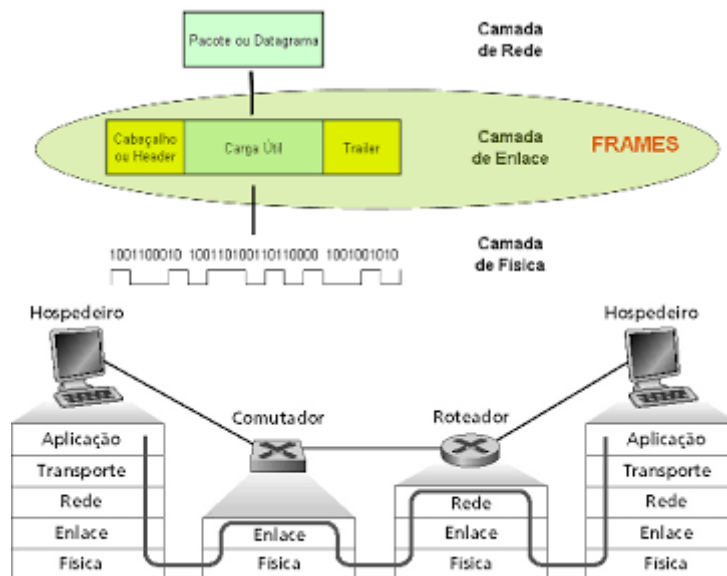 Pacote ou Datagrama
Camada
de Rede
Cabaçalho
ou Header
Carga Útil
Trailer
Camada
de Enlace
FRAMES
1001100010 1001101001101100000 1001001010
Camada
de Física
Hospedeiro
Hospedeiro
Comutador
Roteador
Aplicação
Transporte
Rede
Enlace
Física
Enlace
Física
Rede
Enlace
Física
Aplicação
Transporte
Rede
Enlace
Física